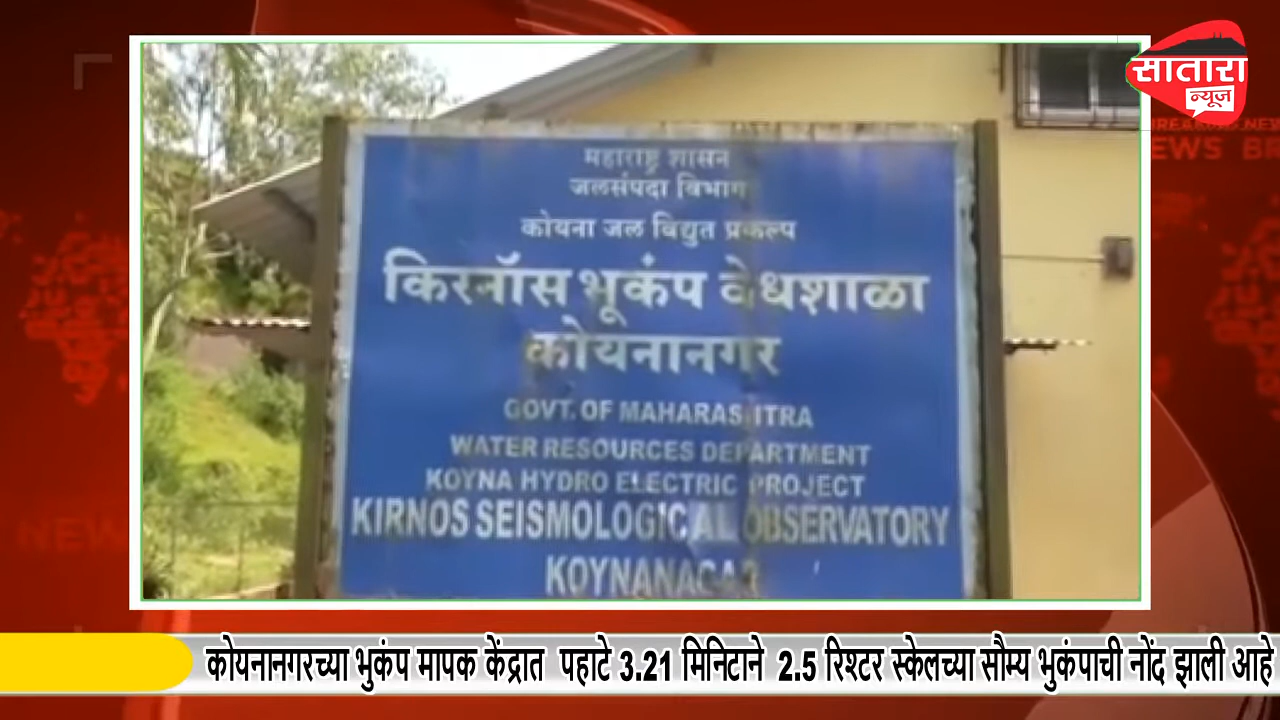 सातारा
न्यूज
महाराष्ट्र शासन
जलसंपदा विभाग
कोयना जल विद्युत प्रकल्प
किरनॉस भूकंप वेधशाळा
कोयनानगर
GOVT. OF MAHARASHTRA
WATER RESOURCES DEPARTMENT
KOYNA HYDRO ELECTRIC PROJECT
KIRNOS SEISMOLOGICAL OBSERVATORY
KOYNANAGAR
कोयनानगरच्या भुकंप मापक केंद्रात पहाटे 3.21 मिनिटाने 2.5 रिश्टर स्केलच्या सौम्य भुकंपाची नोंद झाली आहे